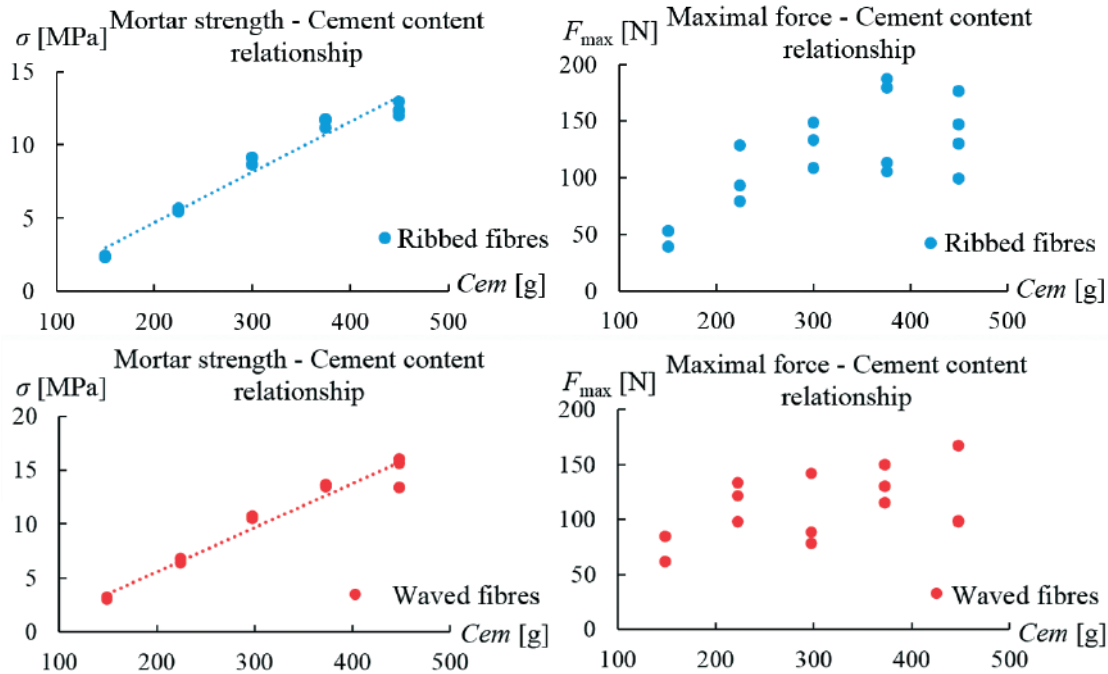 Mortar strength - Cement content
relationship
σ [MPa]
15
10
5
0
100 200 300 400 500
Ribbed fibres
Cem [g]
Maximal force - Cement content
relationship
Fmax [N]
200
150
100
50
0
100 200 300 400 500
Ribbed fibres
Cem [g]
Mortar strength - Cement content
relationship
σ [MPa]
20
15
10
5
0
100 200 300 400 500
Waved fibres
Cem [g]
Maximal force - Cement content
relationship
Fmax [N]
200
150
100
50
0
100 200 300 400 500
Waved fibres
Cem [g]